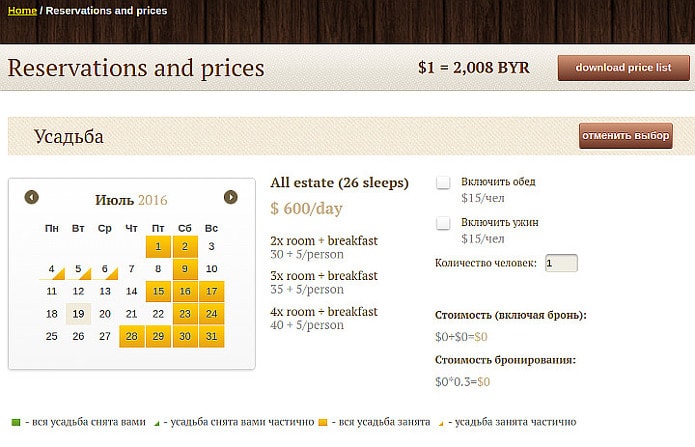 Home / Reservations and prices
Reservations and prices
$1 = 2,008 BYR
download price list
Усадьба
отменить выбор
Июль 2016
Пн Вт Ср Чт Пт Сб Вс
1 2 3
4 5 6 7 8 9 10
11 12 13 14 15 16 17
18 19 20 21 22 23 24
25 26 27 28 29 30 31
All estate (26 sleeps)
$ 600/day
2x room + breakfast
30 + 5/person
3x room + breakfast
35 + 5/person
4x room + breakfast
40 + 5/person
Включить обед
$15/чел
Включить ужин
$15/чел
Количество человек: 1
Стоимость (включая бронь):
$0+$0=$0
Стоимость бронирования:
$0*0.3=$0
- вся усадьба снята вами - усадьба снята вами частично - вся усадьба занята - усадьба занята частично